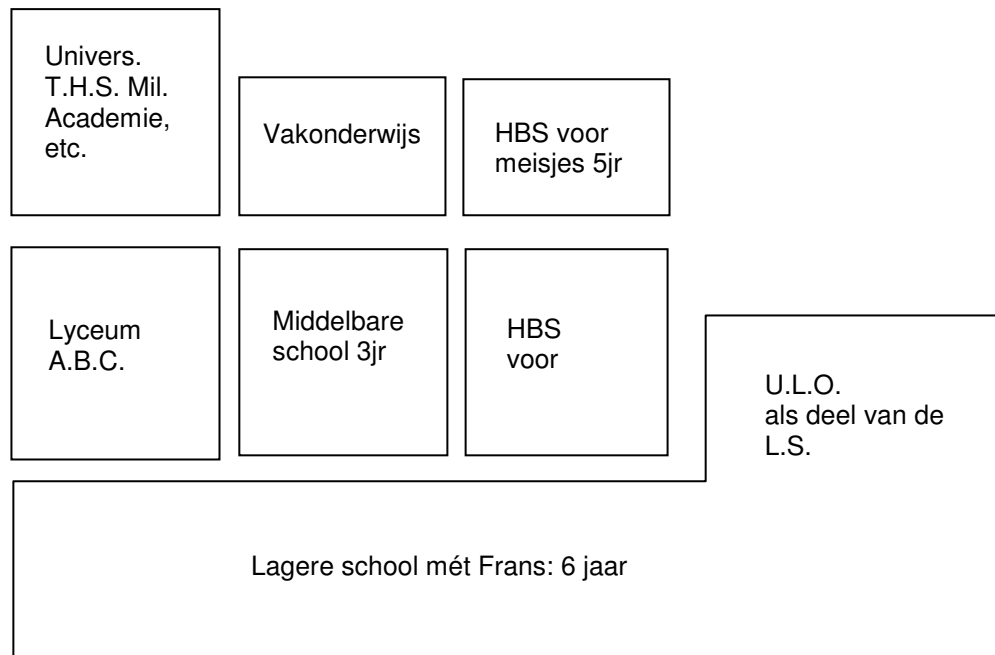 Univers.
T.H.S. Mil.
Academie,
etc.
Vakonderwijs
HBS voor
meisjes 5jr
Lyceum
A.B.C.
Middelbare
school 3jr
HBS
voor
U.L.O.
als deel van de
L.S.
Lagere school mét Frans: 6 jaar